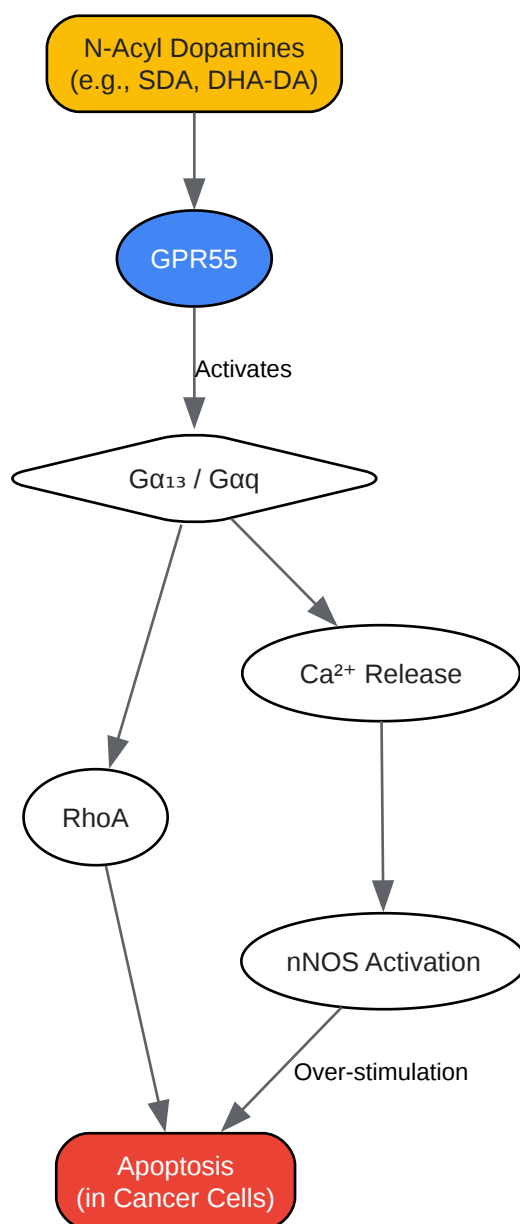 N-Acyl Dopamines
(e.g., SDA, DHA-DA)
GPR55
Activates
Gα₁₃ / Gαq
Ca²⁺ Release
RhoA
nNOS Activation
Over-stimulation
Apoptosis
(in Cancer Cells)